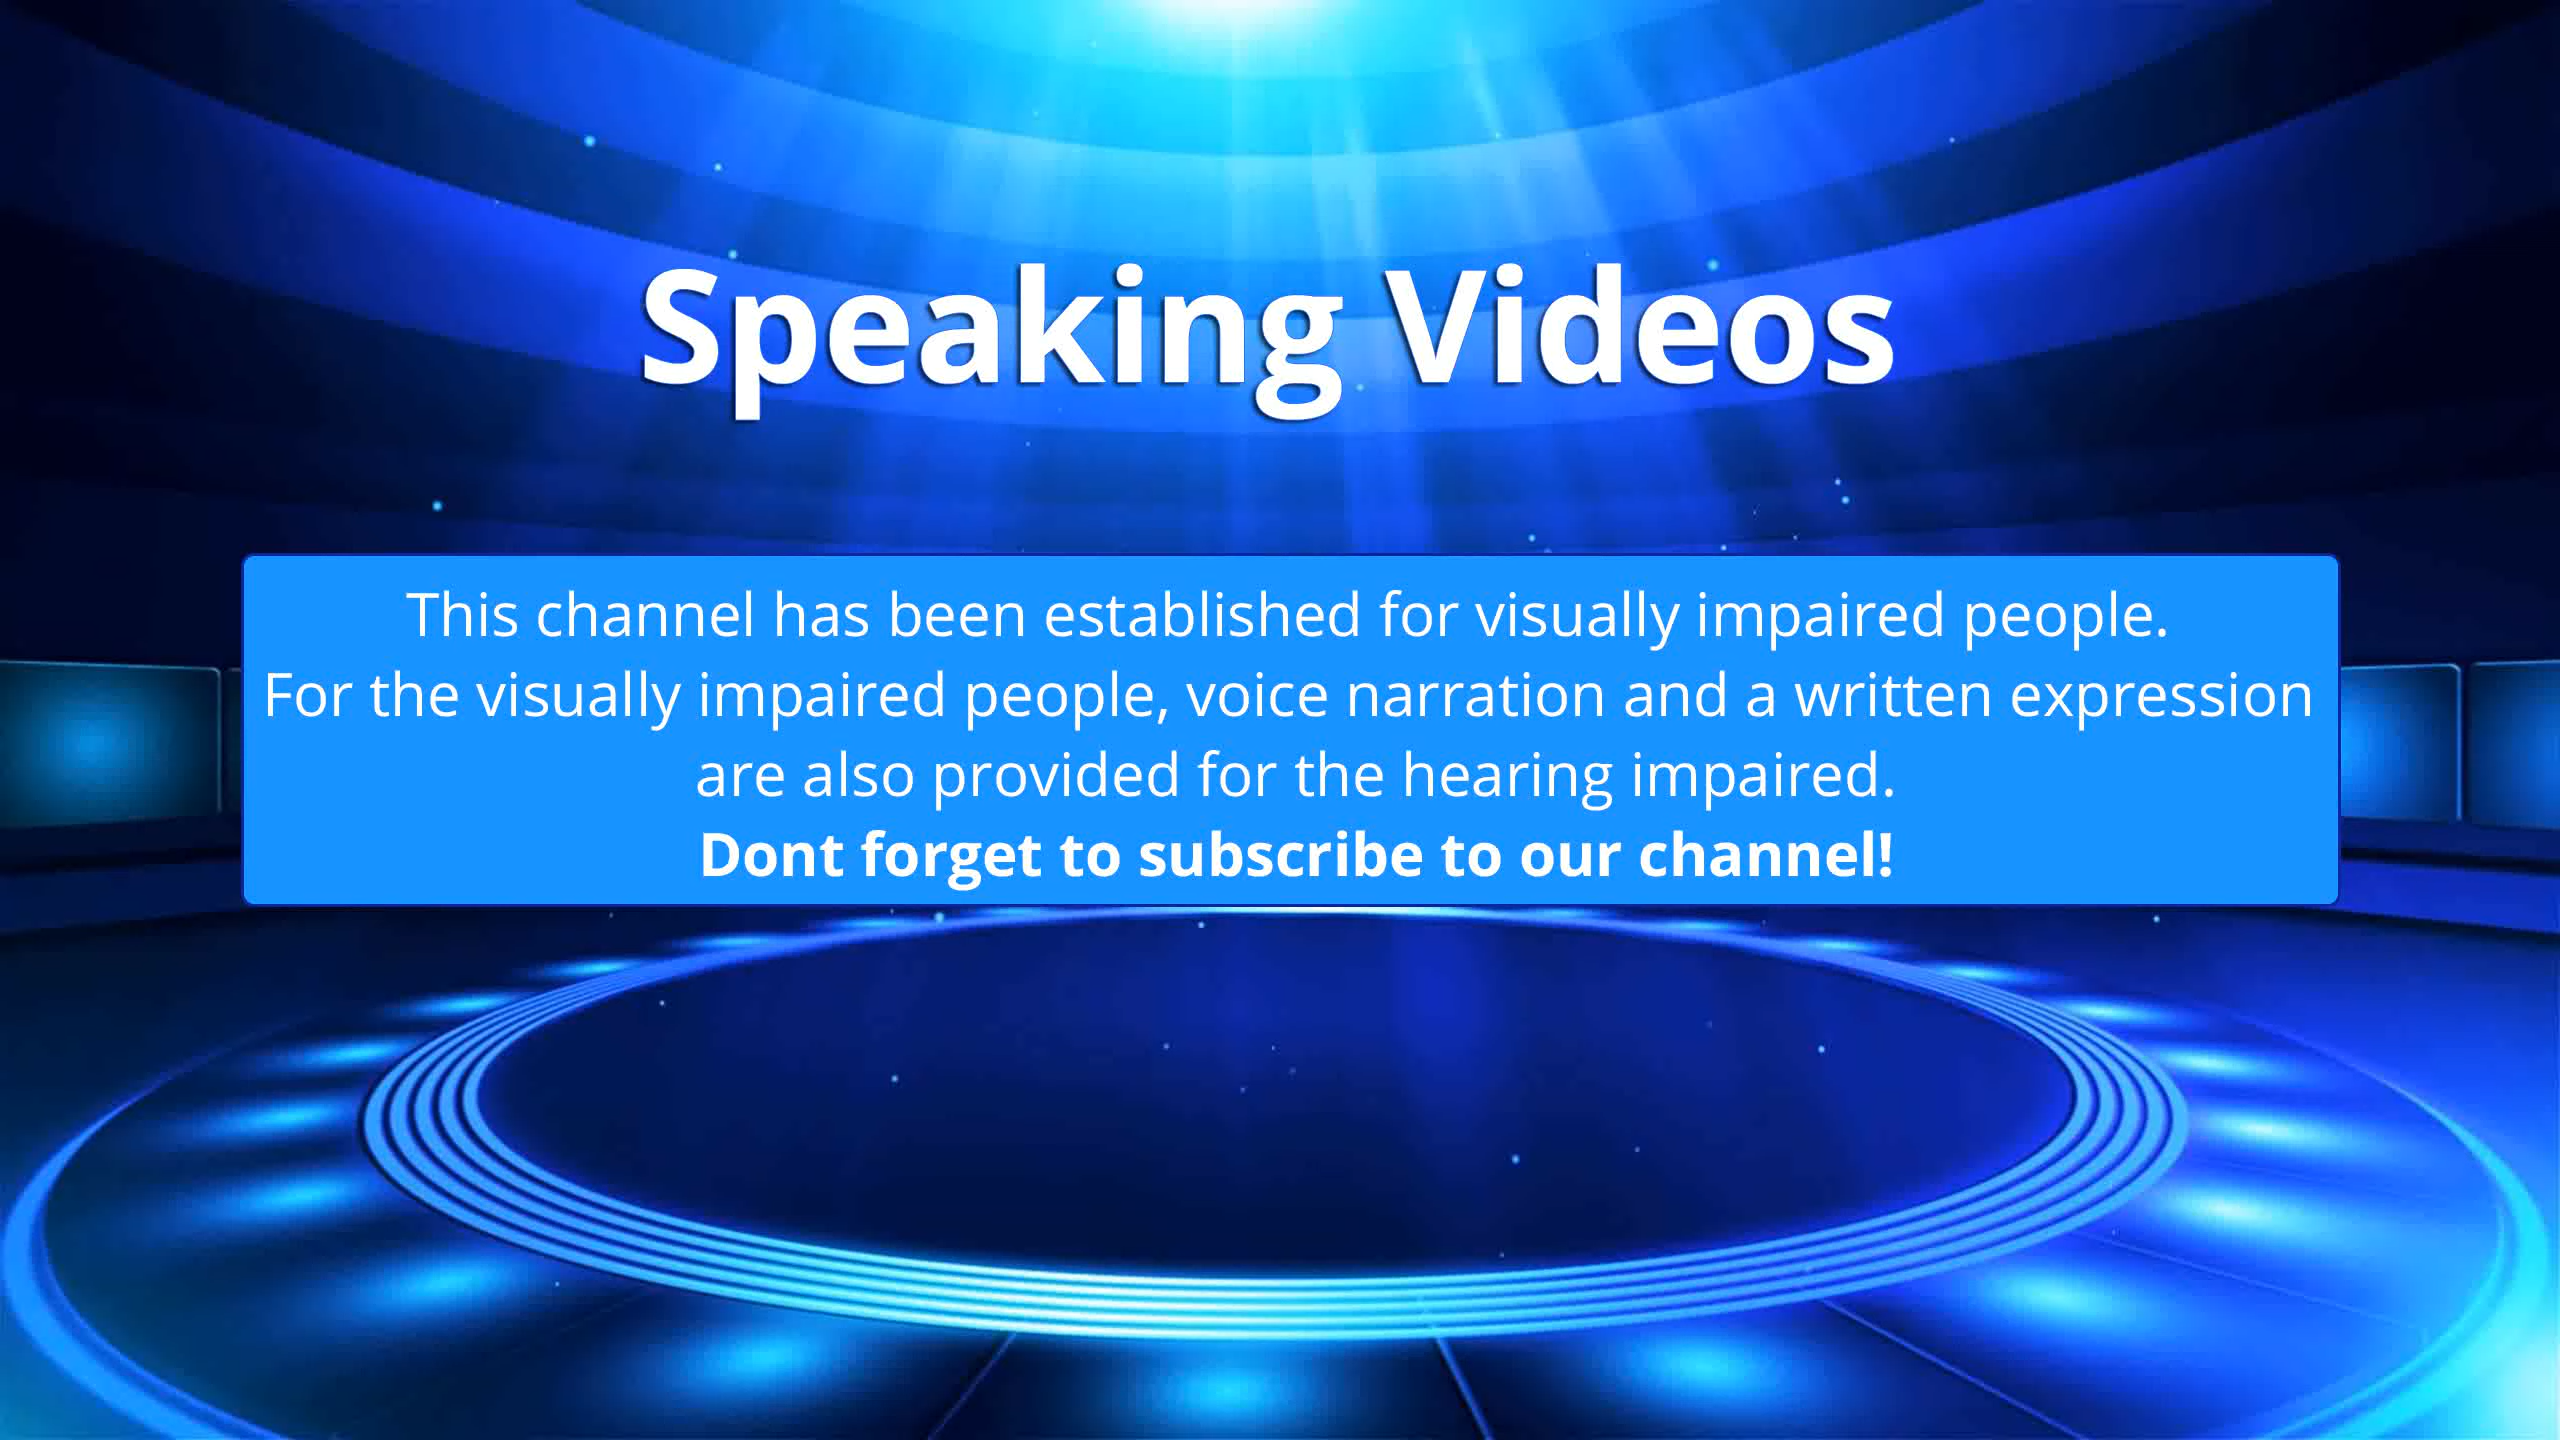 Speaking Videos
This channel has been established for visually impaired people.
For the visually impaired people, voice narration and a written expression
are also provided for the hearing impaired.
Dont forget to subscribe to our channel!